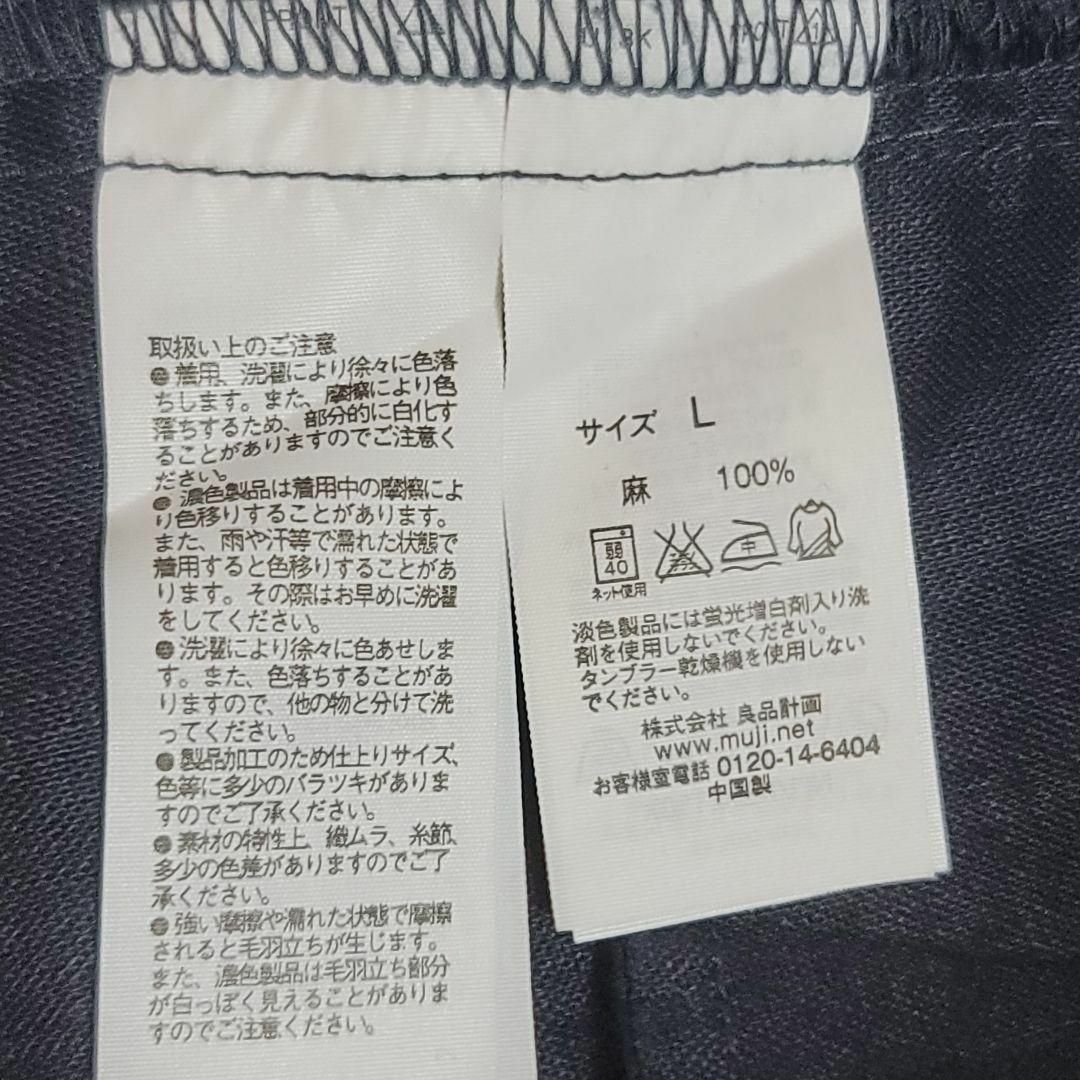 取扱い上のご注意
●着用、洗濯により徐々に色落
ちします。また、摩擦により色
落ちするため、部分的に白化す
ることがありますのでご注意く
ださい。
●濃色製品は着用中の摩擦によ
り色移りすることがあります。
また、雨や汗等で濡れた状態で
着用すると色移りすることがあ
ります。その際はお早めに洗濯
をしてください。
●洗濯により徐々に色あせしま
す。また、色落ちすることがあ
りますので、他の物と分けて洗
ってください。
●製品加工のため仕上りサイズ、
色等に多少のバラツキがありま
すのでご了承ください。
●素材の特性上、織ムラ、糸節、
多少の色差がありますのでご了
承ください。
●強い摩擦や濡れた状態で摩擦
されると毛羽立ちが生じます。
また、濃色製品は毛羽立ち部分
が白っぽく見えることがありま
すのでご注意ください。
サイズ L
麻 100%
弱
40
中
ネット使用
淡色製品には蛍光増白剤入り洗
剤を使用しないでください。
タンブラー乾燥機を使用しない
でください。
株式会社 良品計画
www.muji.net
お客様室電話 0120-14-6404
中国製